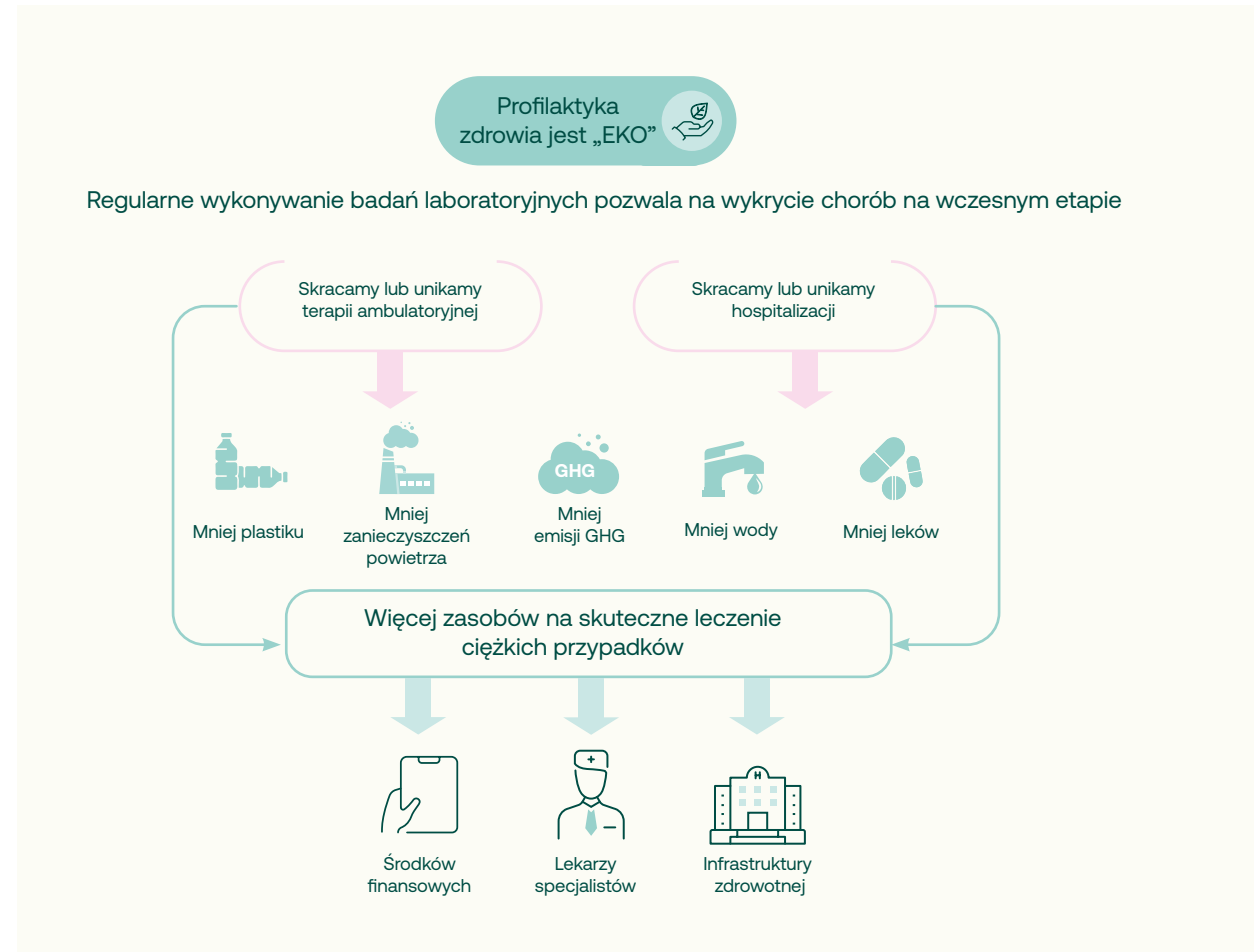 Profilaktyka
zdrowia jest „EKO”
Regularne wykonywanie badań laboratoryjnych pozwala na wykrycie chorób na wczesnym etapie
Skracamy lub unikamy
terapii ambulatoryjnej
Skracamy lub unikamy
hospitalizacji
GHG
Mniej plastiku
Mniej
zanieczyszczeń
powietrza
Mniej
emisji GHG
Mniej wody
Mniej leków
Więcej zasobów na skuteczne leczenie
ciężkich przypadków
H
Środków
finansowych
Lekarzy
specjalistów
Infrastruktury
zdrowotnej